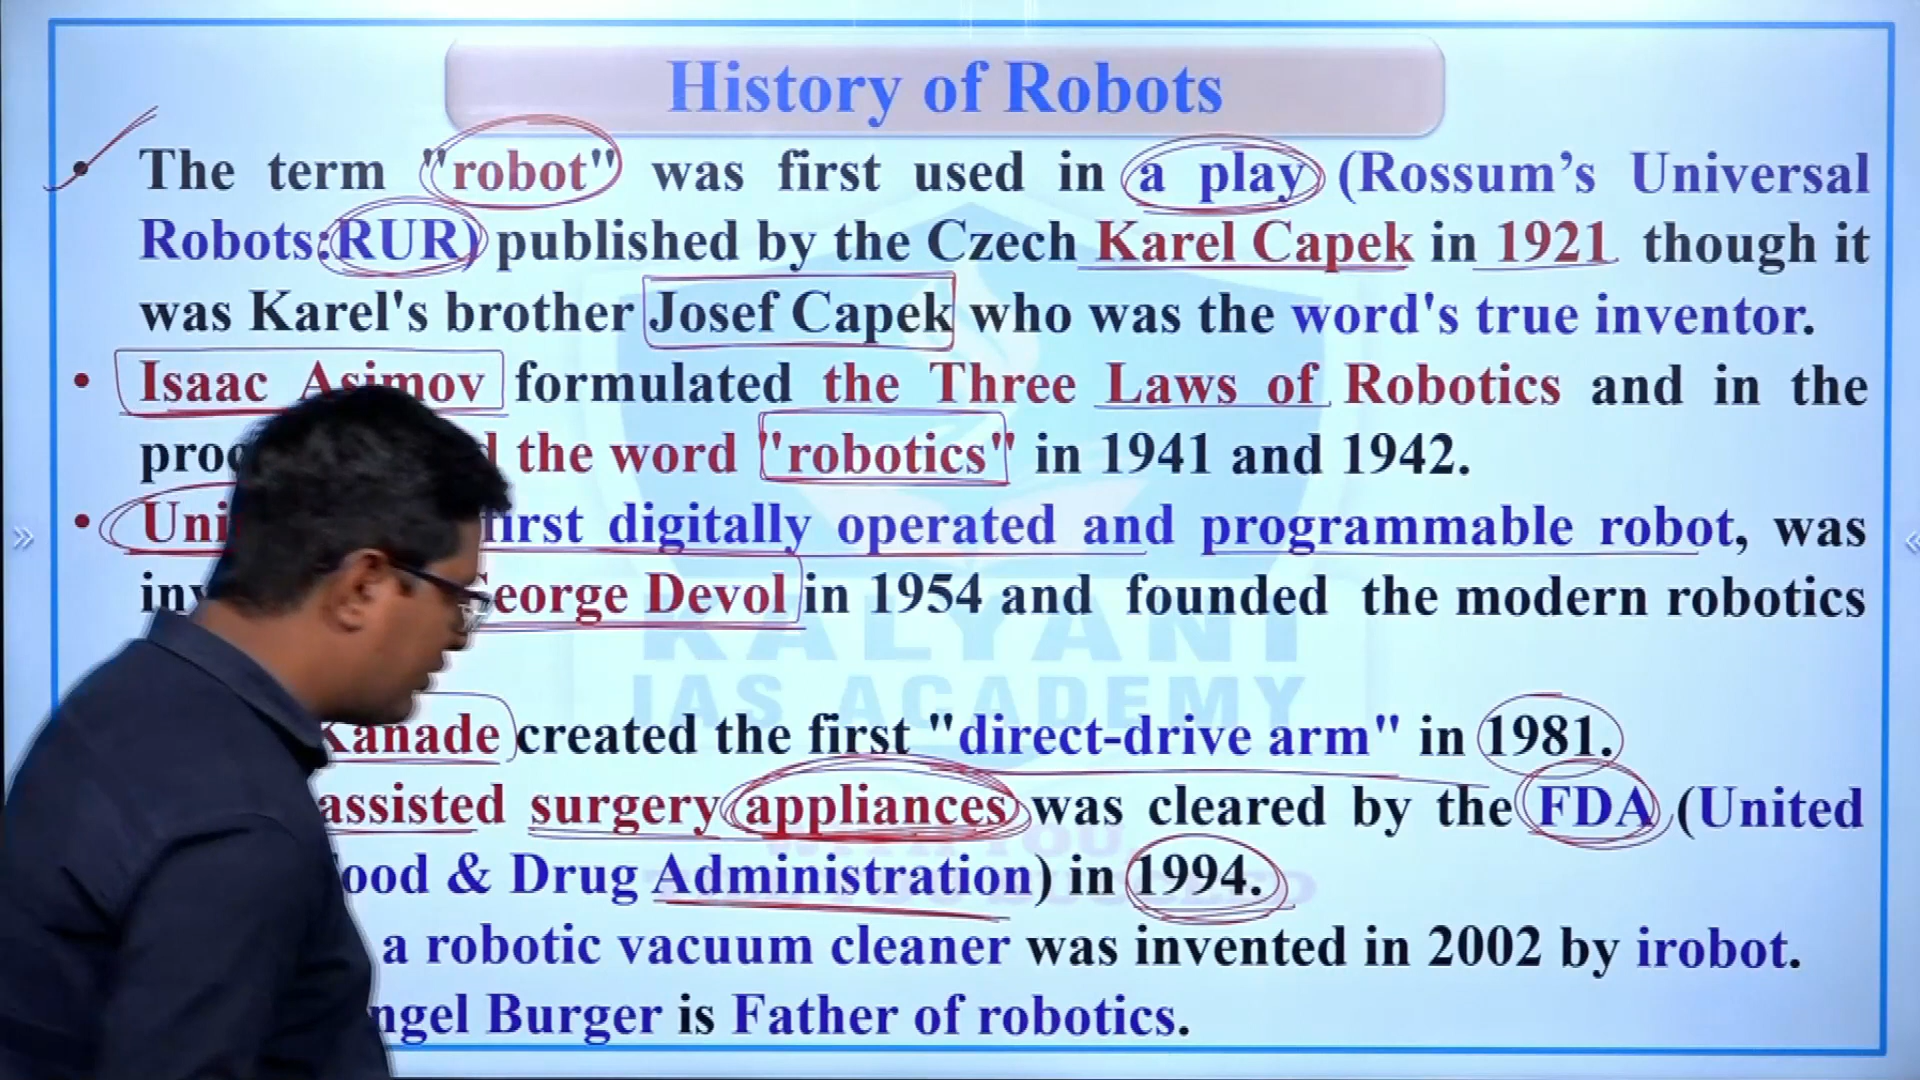 History of Robots
• The term "robot" was first used in a play (Rossum’s Universal
Robots:RUR) published by the Czech Karel Capek in 1921 though it
was Karel's brother Josef Capek who was the word's true inventor.
• Isaac Asimov formulated the Three Laws of Robotics and in the
the word "robotics" in 1941 and 1942.
• first digitally operated and programmable robot, was
George Devol in 1954 and founded the modern robotics
Kanade created the first "direct-drive arm" in 1981.
assisted surgery appliances was cleared by the FDA (United
& Drug Administration) in 1994.
a robotic vacuum cleaner was invented in 2002 by irobot.
Burger is Father of robotics.
KALYANI
IAS ACADEMY